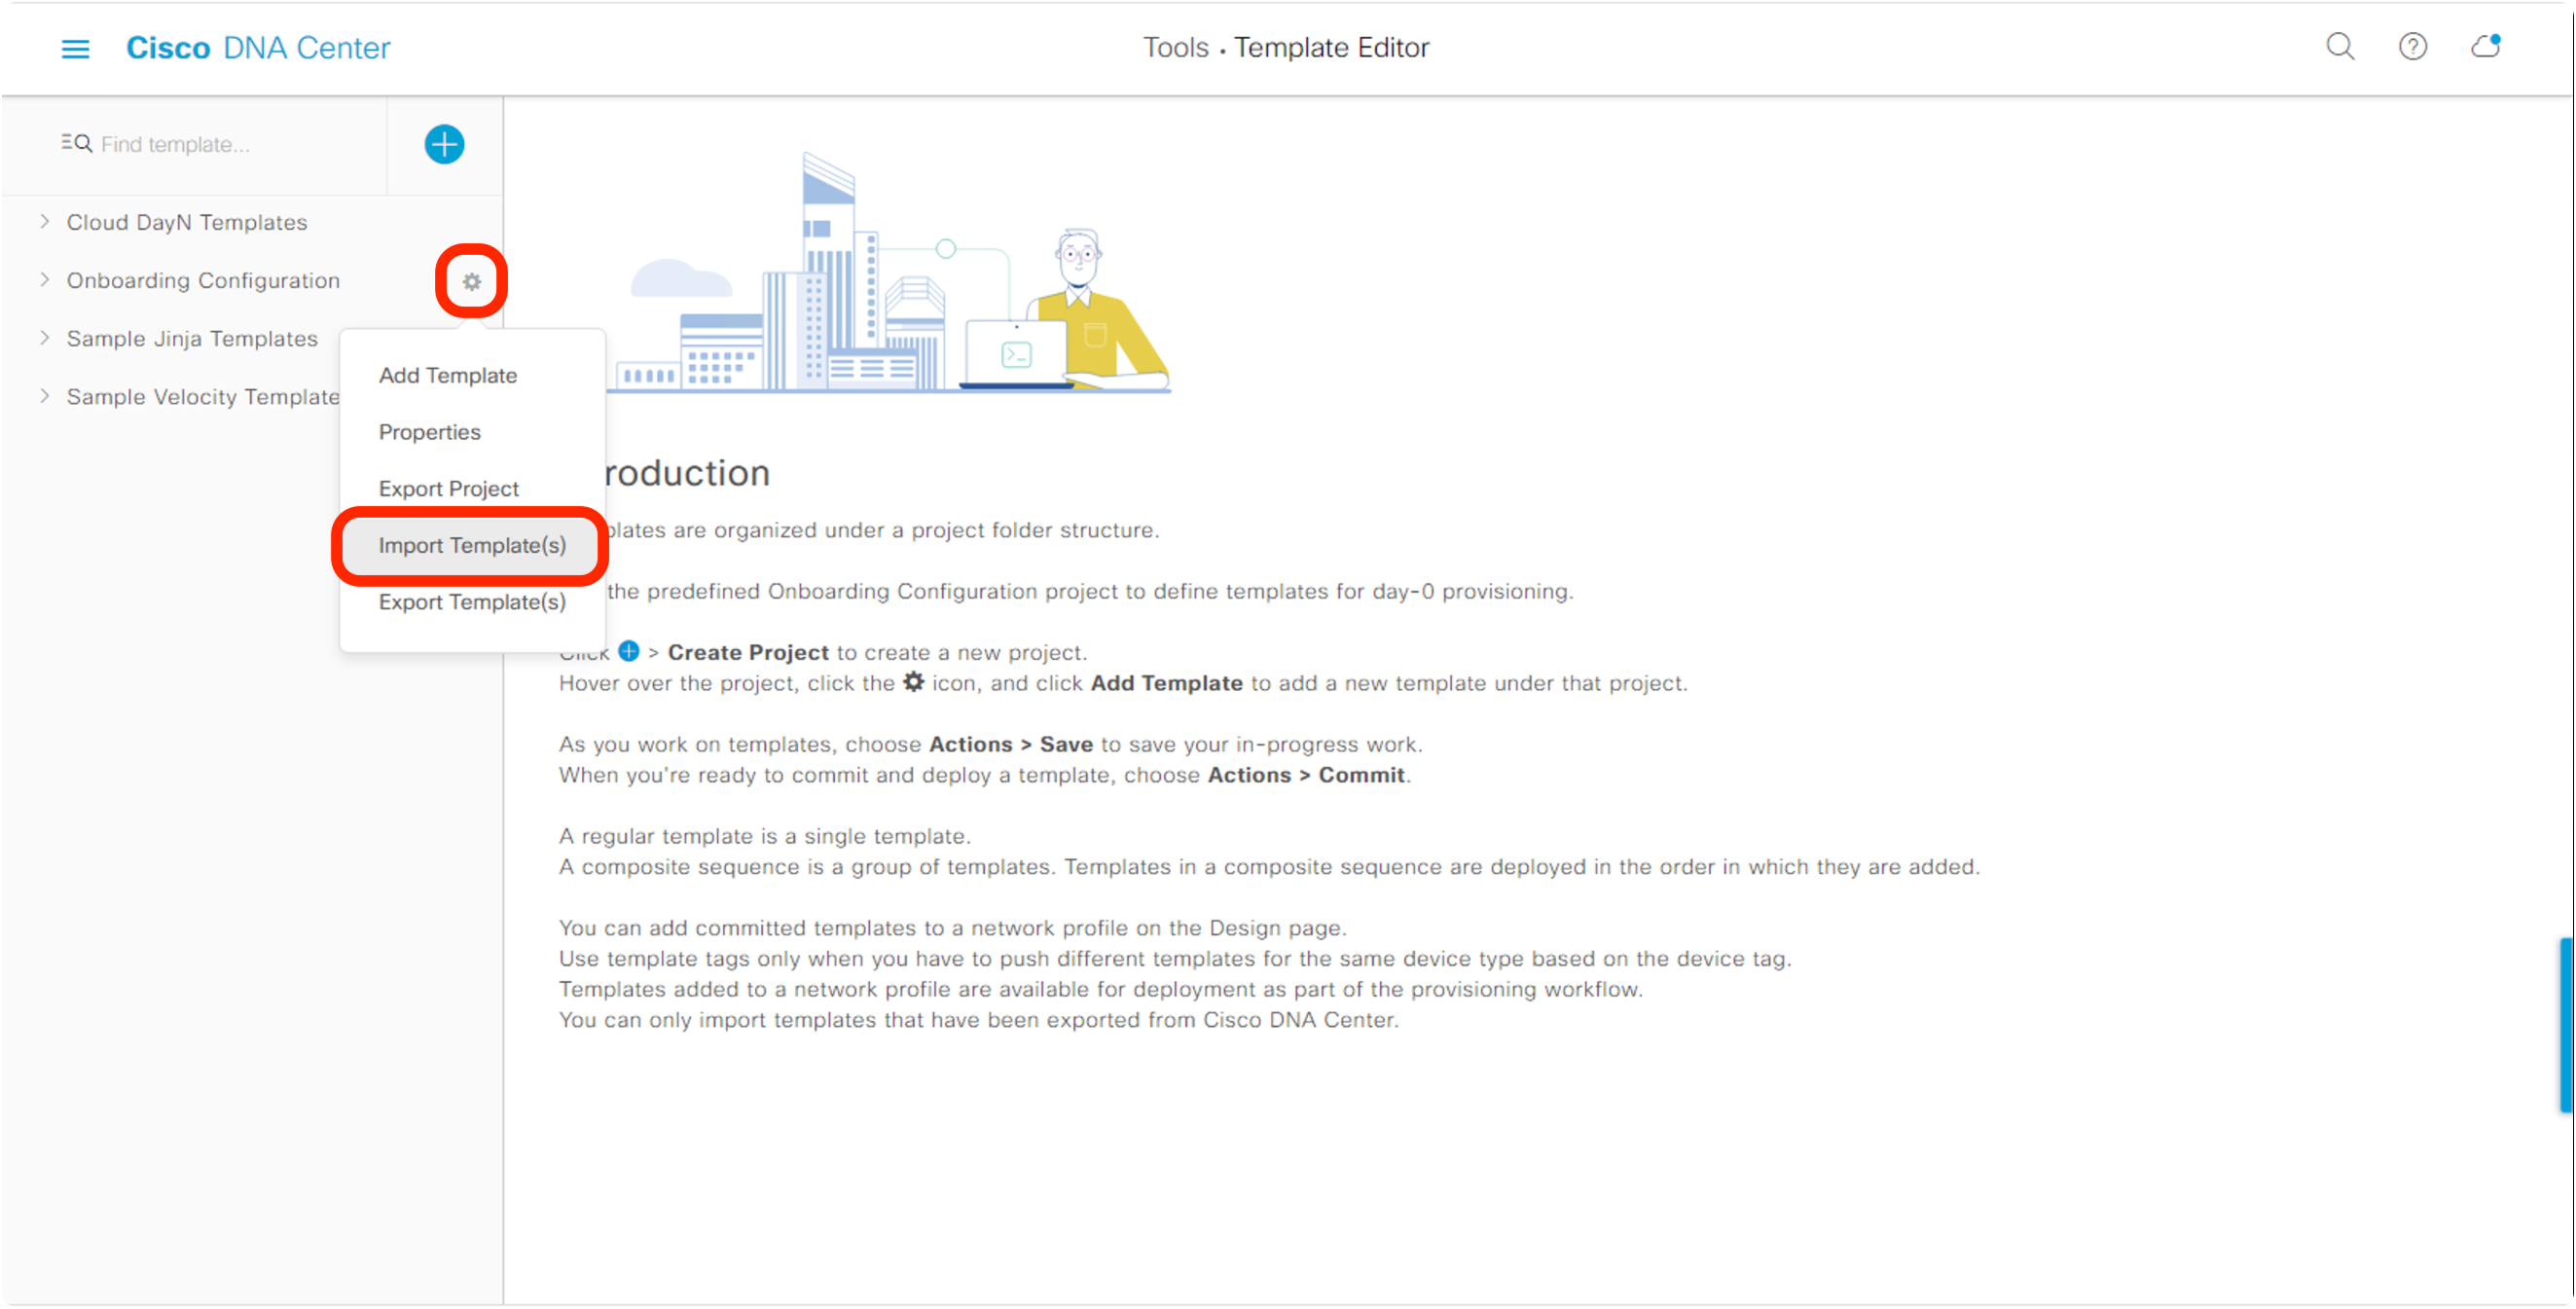 Cisco DNA Center
Tools • Template Editor
Find template...
Cloud DayN Templates
Onboarding Configuration
Sample Jinja Templates
Sample Velocity Template
Add Template
Properties
Export Project
Import Template(s)
Export Template(s)
roduction
plates are organized under a project folder structure.
the predefined Onboarding Configuration project to define templates for day-0 provisioning.
Click > Create Project to create a new project.
Hover over the project, click the icon, and click Add Template to add a new template under that project.
As you work on templates, choose Actions > Save to save your in-progress work.
When you're ready to commit and deploy a template, choose Actions > Commit.
A regular template is a single template.
A composite sequence is a group of templates. Templates in a composite sequence are deployed in the order in which they are added.
You can add committed templates to a network profile on the Design page.
Use template tags only when you have to push different templates for the same device type based on the device tag.
Templates added to a network profile are available for deployment as part of the provisioning workflow.
You can only import templates that have been exported from Cisco DNA Center.